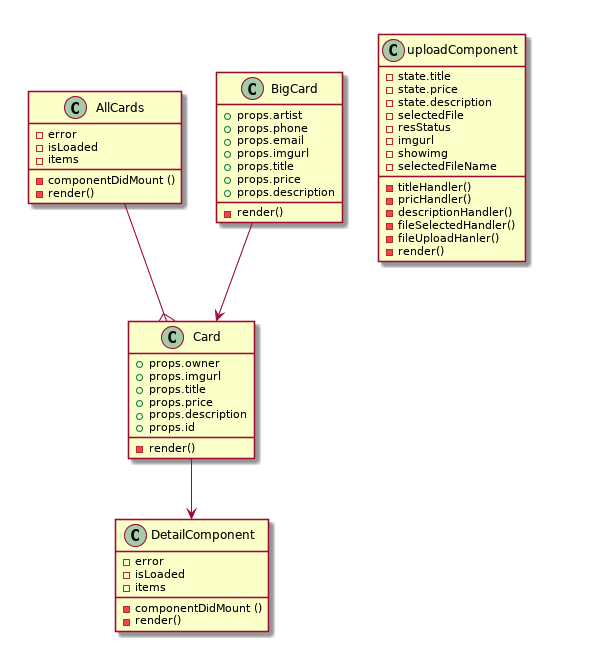 C AllCards
error
isLoaded
items
componentDidMount ()
render()
C BigCard
props.artist
props.phone
props.email
props.imgurl
props.title
props.price
props.description
render()
C uploadComponent
state.title
state.price
state.description
selectedFile
resStatus
imgurl
showimg
selectedFileName
titleHandler()
pricHandler()
descriptionHandler()
fileSelectedHandler()
fileUploadHanler()
render()
C Card
props.owner
props.imgurl
props.title
props.price
props.description
props.id
render()
C DetailComponent
error
isLoaded
items
componentDidMount ()
render()